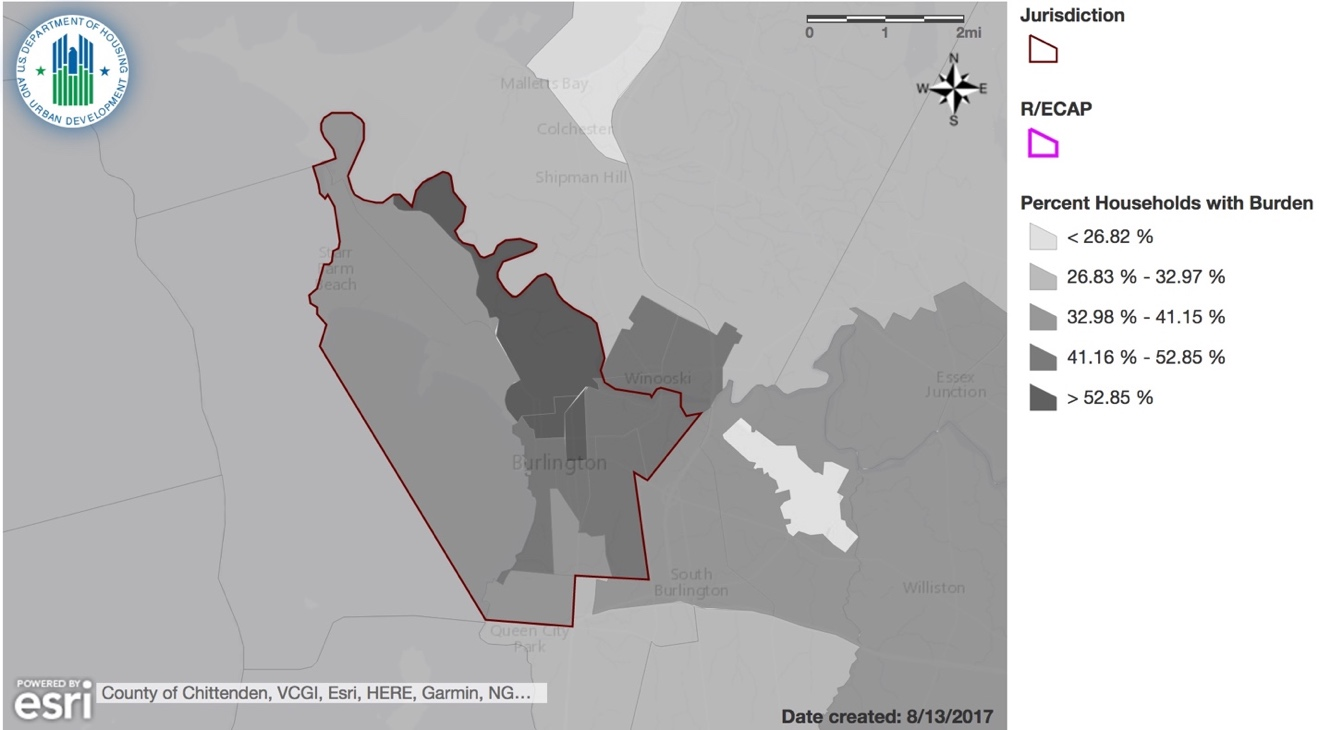 U.S. DEPARTMENT OF HOUSING
AND URBAN DEVELOPMENT
0 1 2mi
N
W E
S
Malletts Bay
Colchester
Shipman Hill
Starr
Farm
Beach
Winooski
Essex
Junction
Burlington
South
Burlington
Williston
Queen City
Park
POWERED BY
esri
County of Chittenden, VCGI, Esri, HERE, Garmin, NG...
Date created: 8/13/2017
Jurisdiction
R/ECAP
Percent Households with Burden
< 26.82 %
26.83 % - 32.97 %
32.98 % - 41.15 %
41.16 % - 52.85 %
> 52.85 %